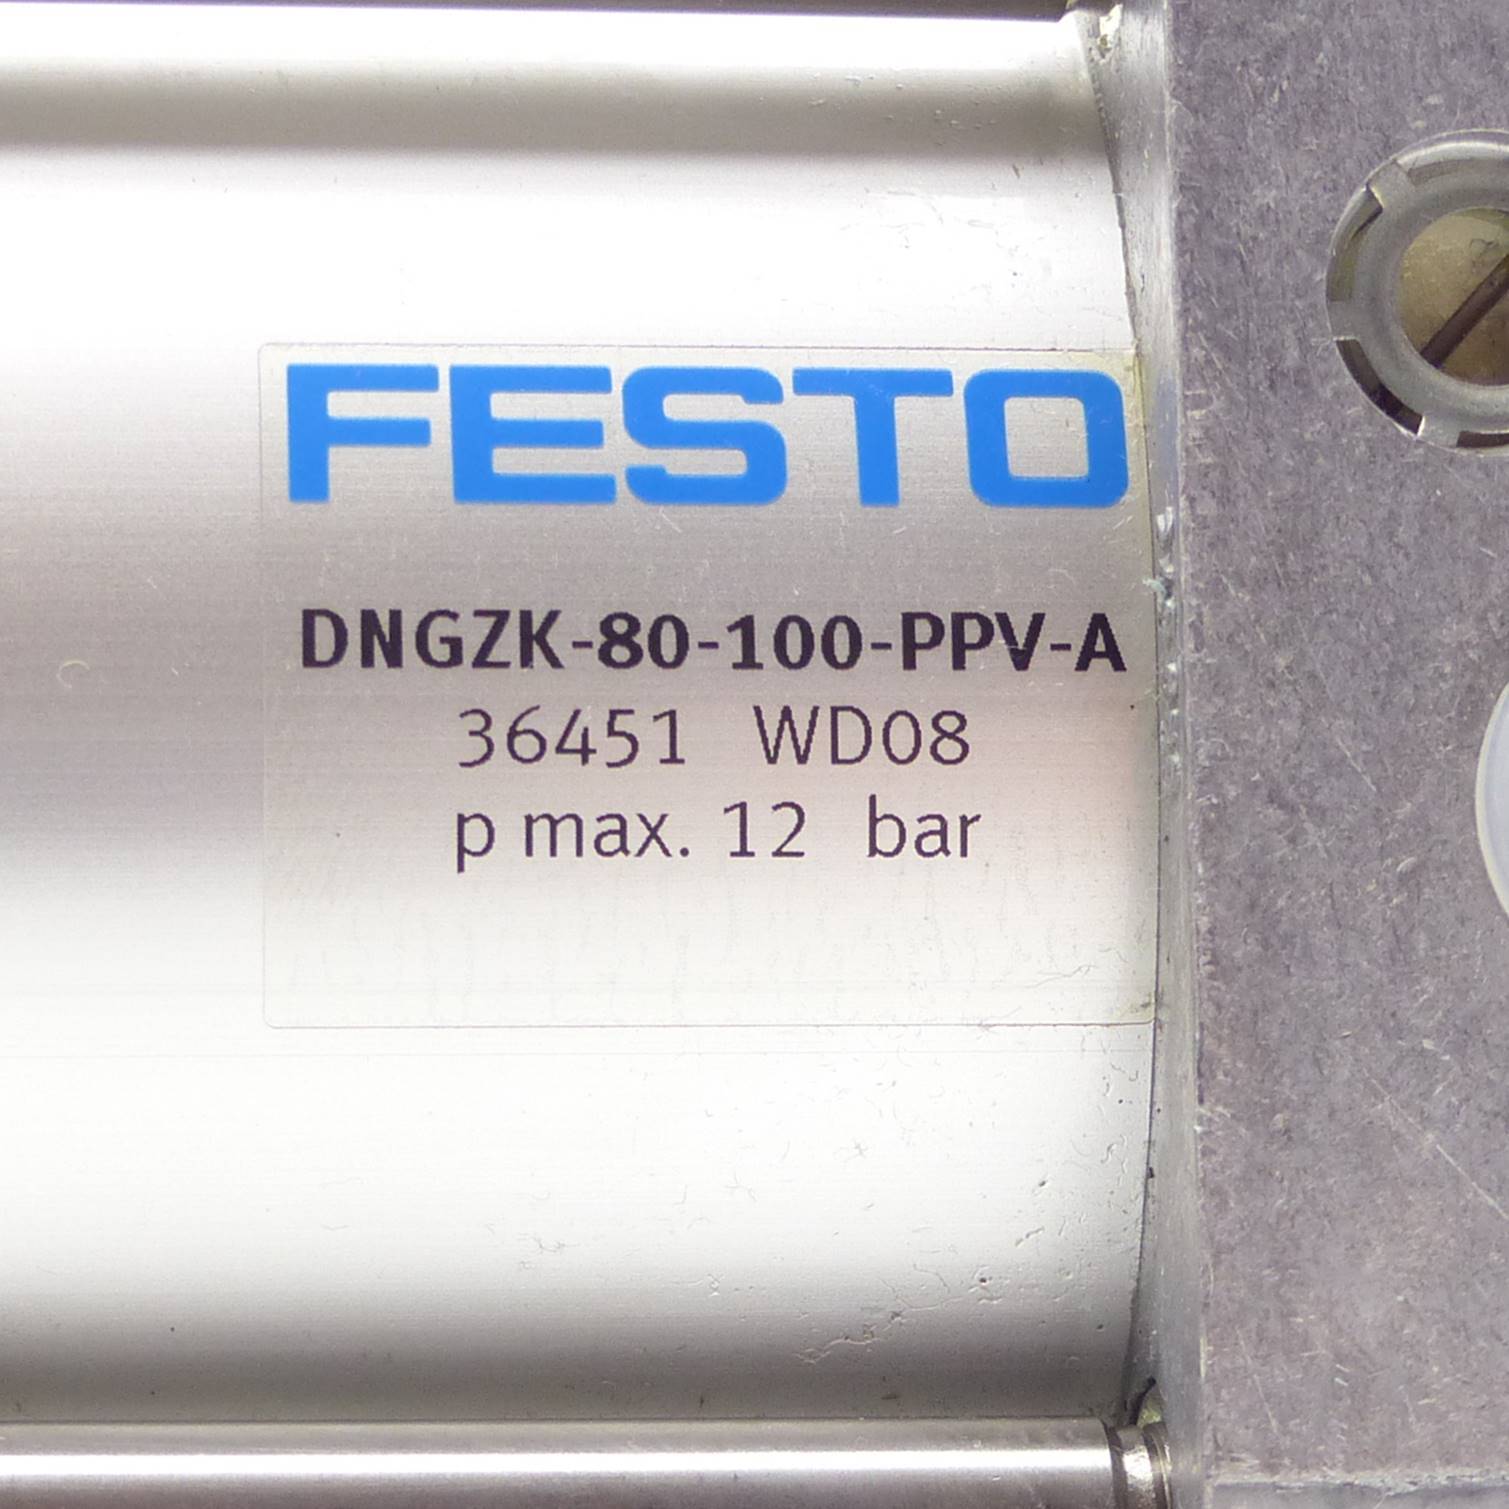 FESTO
DNGZK-80-100-PPV-A
36451 WD08
p max. 12 bar